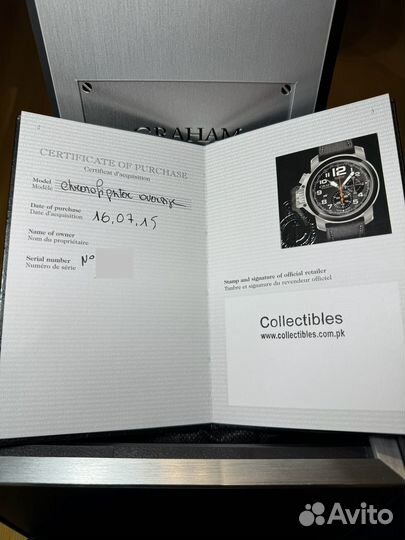 GRAHAM
CERTIFICATE OF PURCHASE
Certificat d'acquisition
Model
Modèle
Date of purchase 16.07.15
Date d'acquisition
Name of owner
Nom du propriétaire
Serial number Nº
Numéro de série
Stamp and signature of official retailer
Timbre et signature du revendeur officiel
Collectibles
www.collectibles.com.pk
Avito